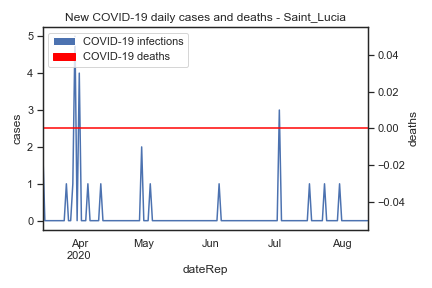 New COVID-19 daily cases and deaths - Saint_Lucia
COVID-19 infections
COVID-19 deaths
5
4
3
2
1
0
cases
0.04
0.02
0.00
−0.02
−0.04
deaths
Apr
2020
May
Jun
Jul
Aug
dateRep